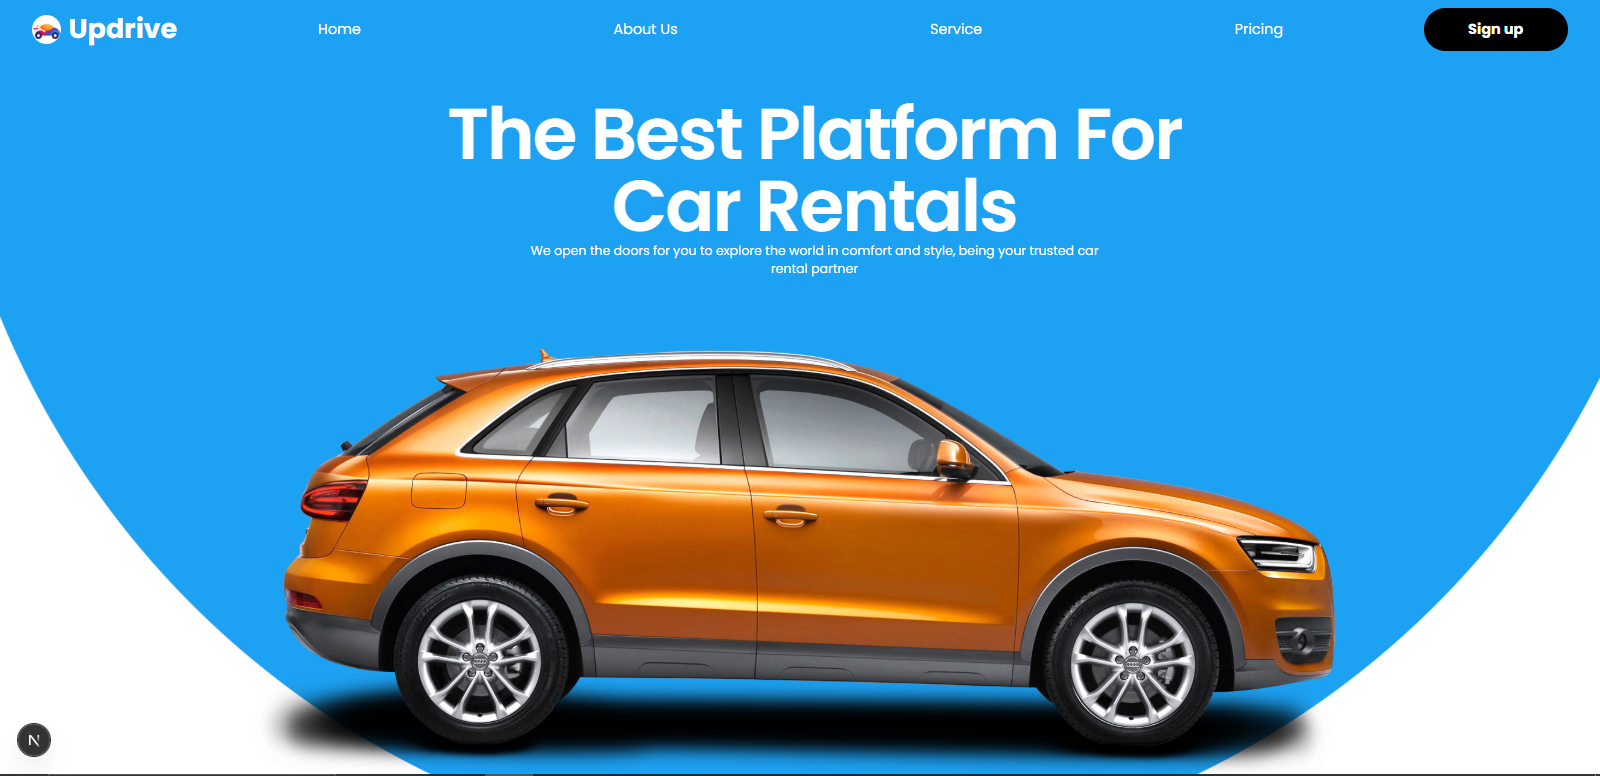 Updrive
Home
About Us
Service
Pricing
Sign up
The Best Platform For
Car Rentals
We open the doors for you to explore the world in comfort and style, being your trusted car
rental partner
N